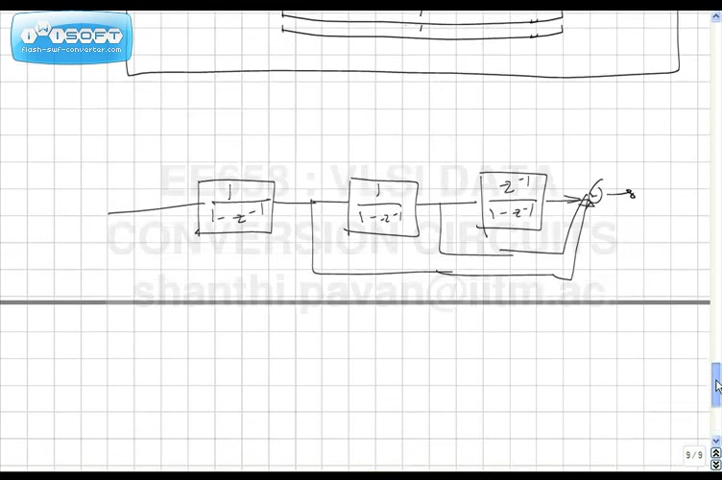 iWiSOFT
flash-swf-converter.com
EE658 : VLSI DATA
CONVERSION CIRCUITS
shanthi.pavan@iitm.ac.
1 1 z⁻¹
1-z⁻¹ 1-z⁻¹ 1-z⁻¹
9/9